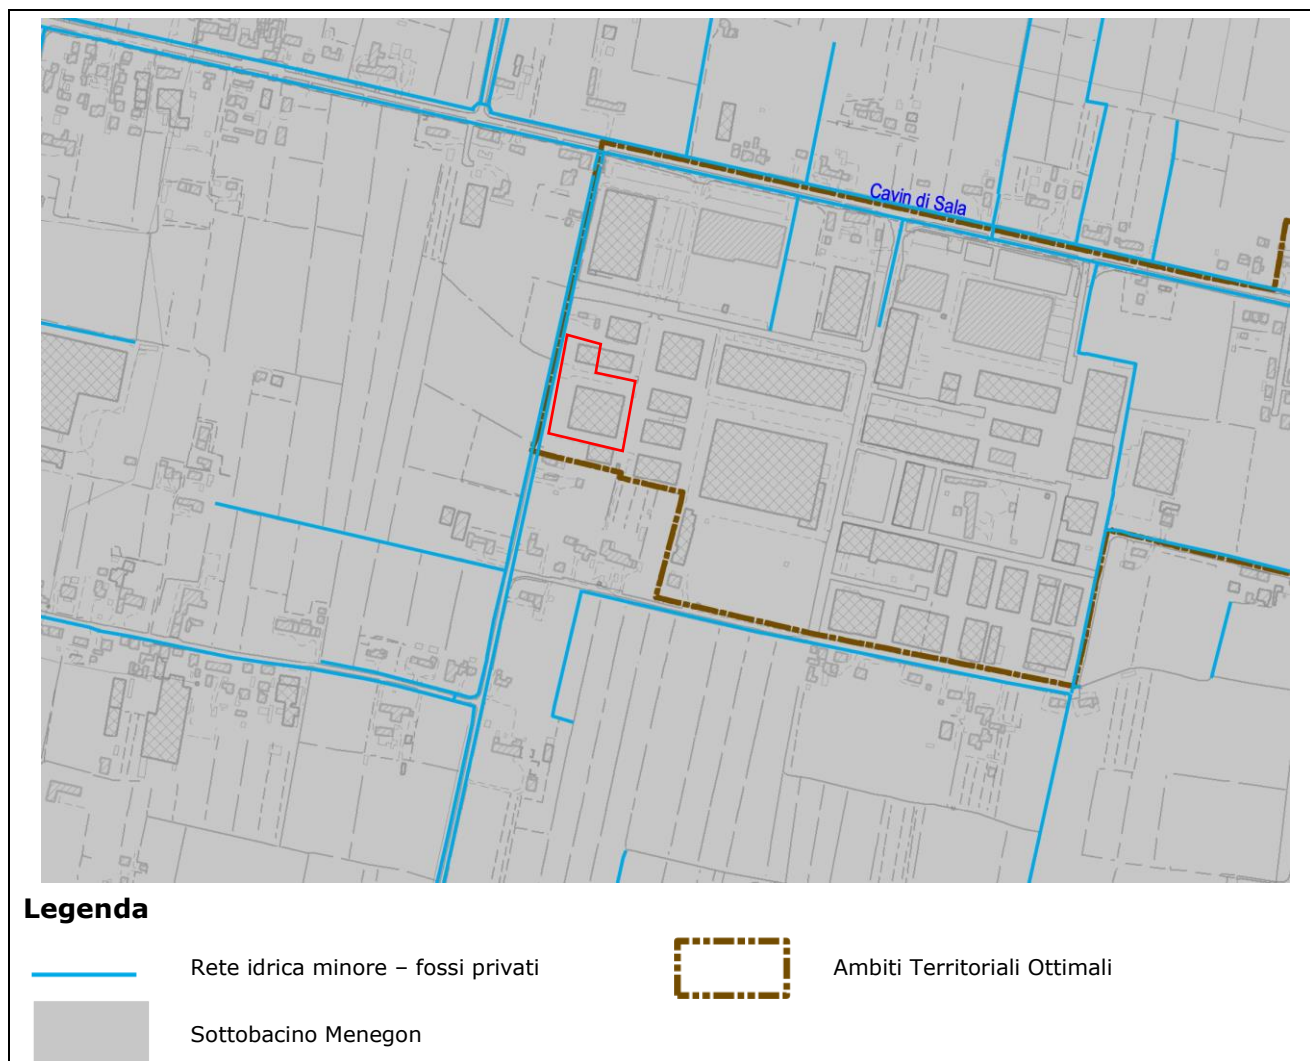 Cavin di Sala
Legenda
Rete idrica minore – fossi privati
Ambiti Territoriali Ottimali
Sottobacino Menegon